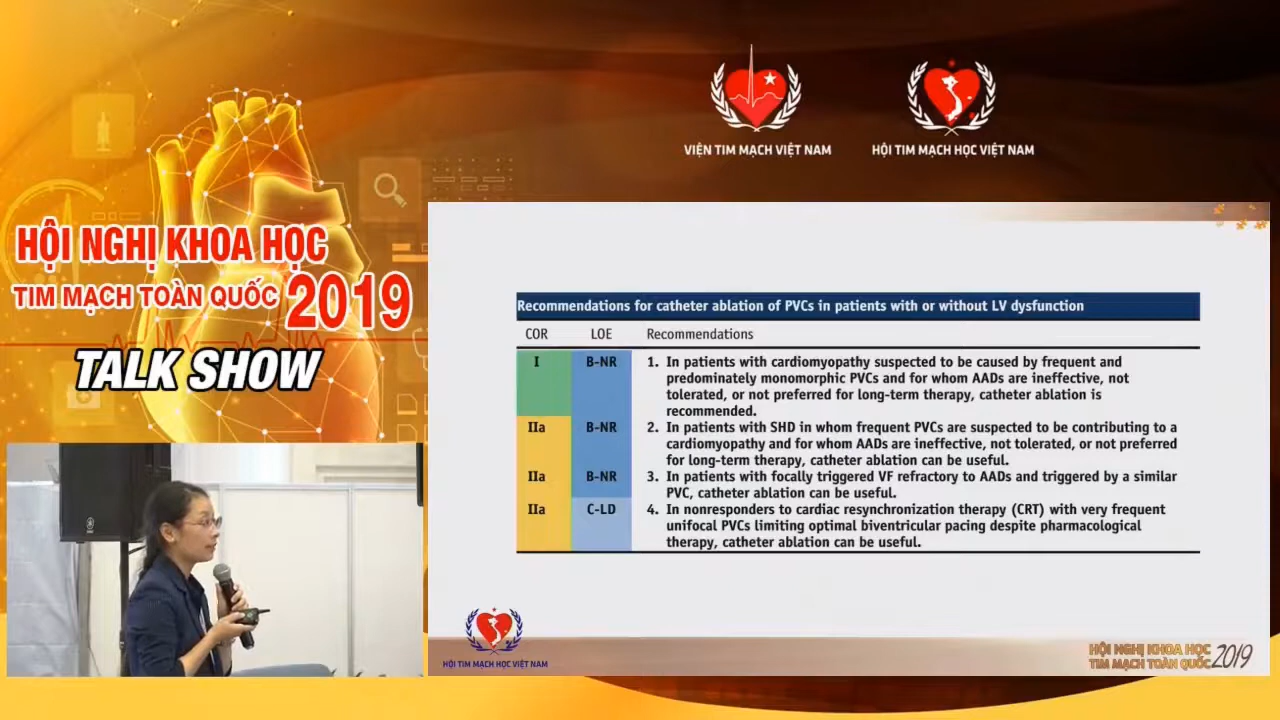 VIỆN TIM MẠCH VIỆT NAM
HỘI TIM MẠCH HỌC VIỆT NAM
HỘI NGHỊ KHOA HỌC
TIM MẠCH TOÀN QUỐC 2019
TALK SHOW
Recommendations for catheter ablation of PVCs in patients with or without LV dysfunction
COR LOE Recommendations
I B-NR 1. In patients with cardiomyopathy suspected to be caused by frequent and
predominately monomorphic PVCs and for whom AADs are ineffective, not
tolerated, or not preferred for long-term therapy, catheter ablation is
recommended.
IIa B-NR 2. In patients with SHD in whom frequent PVCs are suspected to be contributing to a
cardiomyopathy and for whom AADs are ineffective, not tolerated, or not preferred
for long-term therapy, catheter ablation can be useful.
IIa B-NR 3. In patients with focally triggered VF refractory to AADs and triggered by a similar
PVC, catheter ablation can be useful.
IIa C-LD 4. In nonresponders to cardiac resynchronization therapy (CRT) with very frequent
unifocal PVCs limiting optimal biventricular pacing despite pharmacological
therapy, catheter ablation can be useful.
HỘI TIM MẠCH HỌC VIỆT NAM
HỘI NGHỊ KHOA HỌC
TIM MẠCH TOÀN QUỐC 2019